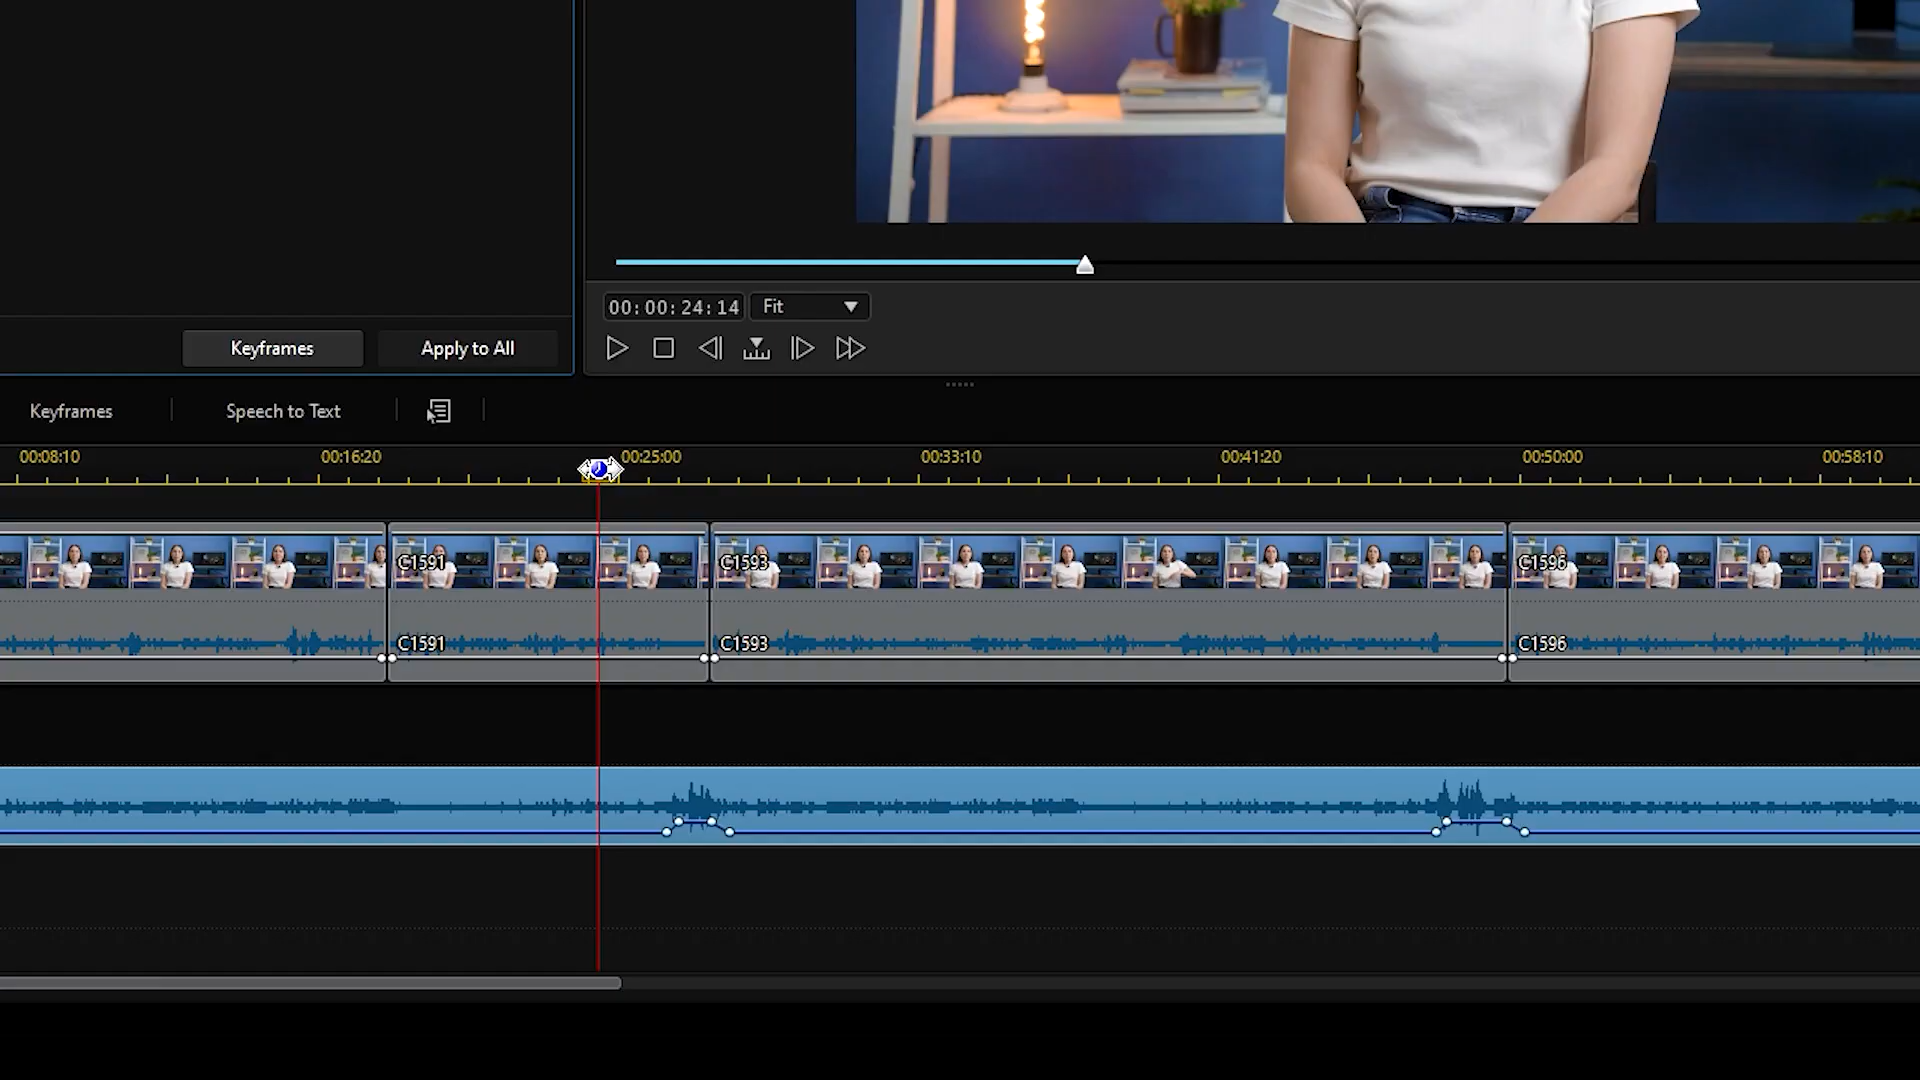 00:00:24:14 Fit
Keyframes Apply to All
Keyframes Speech to Text
00:08:10 00:16:20 00:25:00 00:33:10 00:41:20 00:50:00 00:58:10
C1591 C1593 C1596
C1591 C1593 C1596